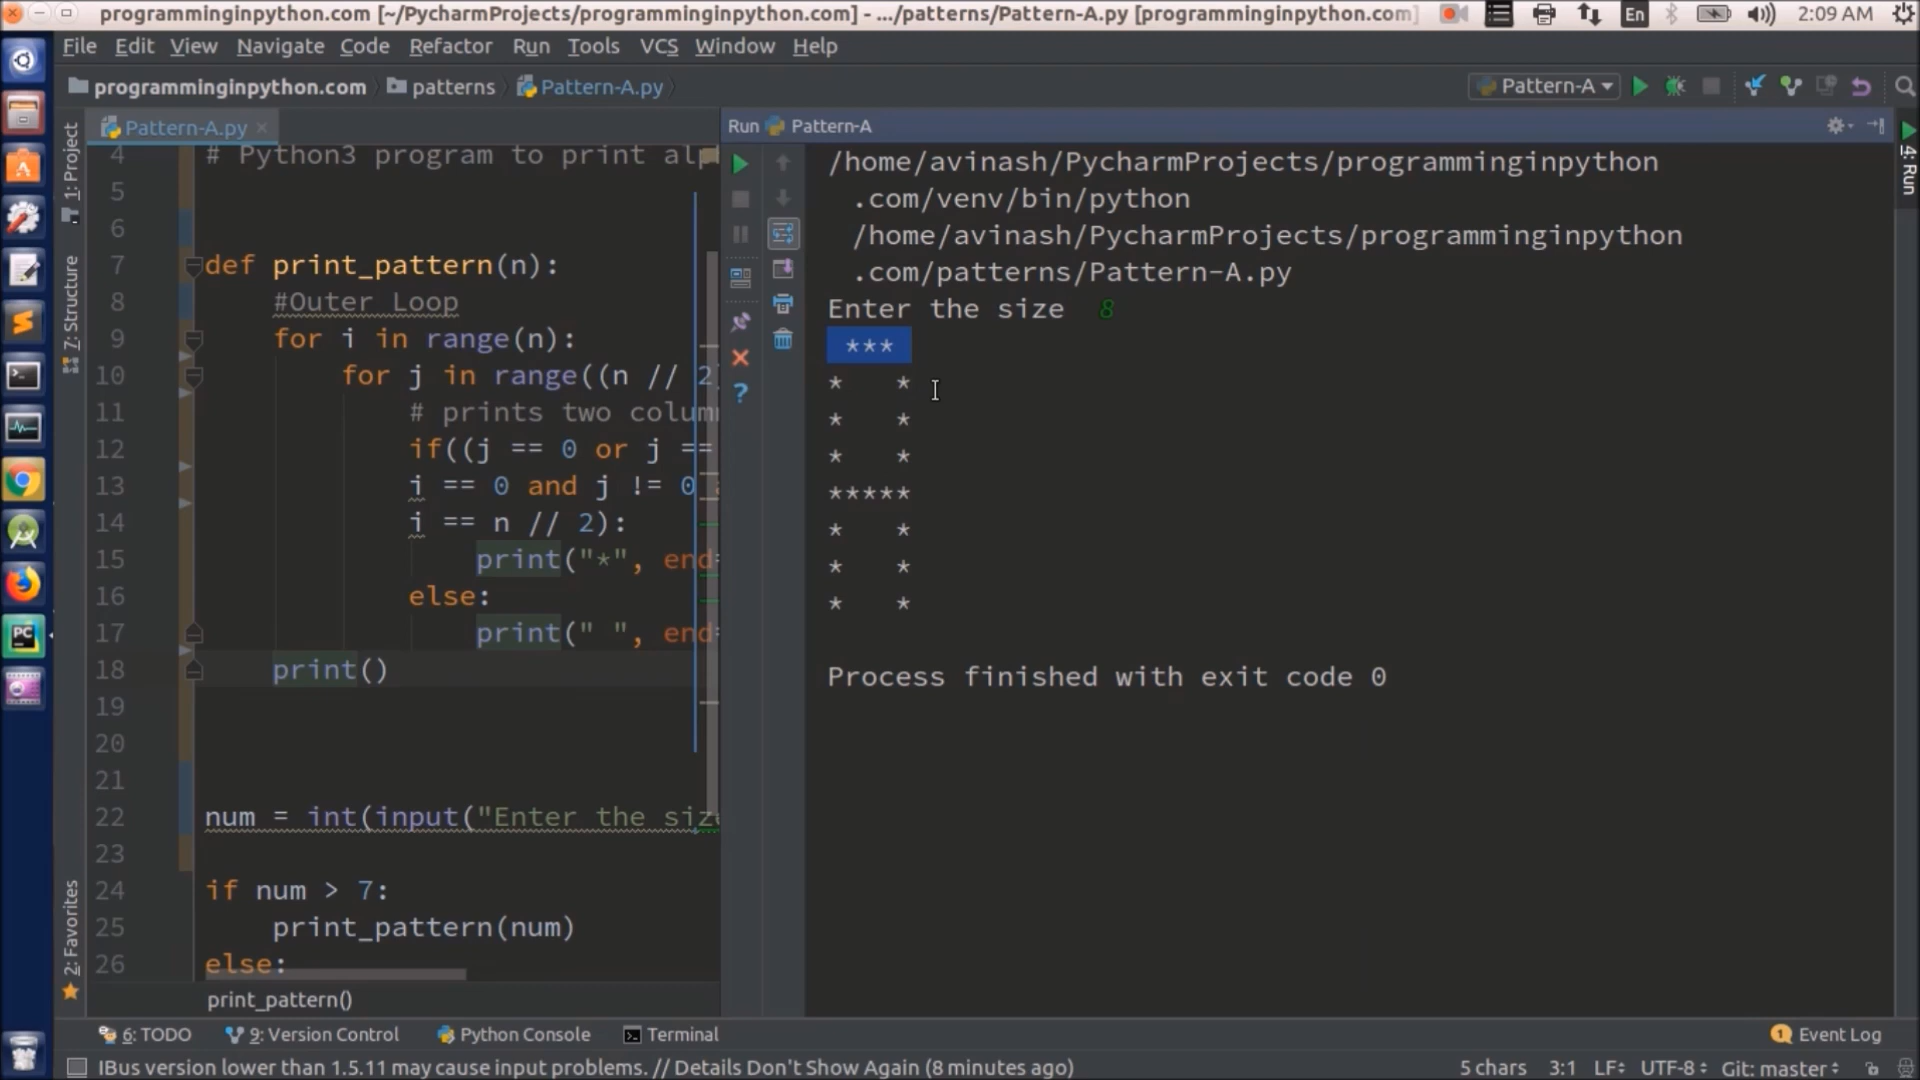 programminginpython.com [~/PycharmProjects/programminginpython.com] - .../patterns/Pattern-A.py [programminginpython.com]
En
2:09 AM
File Edit View Navigate Code Refactor Run Tools VCS Window Help
programminginpython.com patterns Pattern-A.py
Pattern-A
Pattern-A.py
Run Pattern-A
1: Project
7: Structure
2: Favorites
4: Run
4 # Python3 program to print alp
5
6
7 def print_pattern(n):
8 #Outer Loop
9 for i in range(n):
10 for j in range((n // 2
11 # prints two colum
12 if((j == 0 or j ==
13 i == 0 and j != 0
14 i == n // 2):
15 print("*", end=
16 else:
17 print(" ", end=
18 print()
19
20
21
22 num = int(input("Enter the size
23
24 if num > 7:
25 print_pattern(num)
26 else:
print_pattern()
/home/avinash/PycharmProjects/programminginpython
.com/venv/bin/python
/home/avinash/PycharmProjects/programminginpython
.com/patterns/Pattern-A.py
Enter the size 8
 ***
*   *
*   *
*   *
*****
*   *
*   *
*   *
Process finished with exit code 0
PC
6: TODO 9: Version Control Python Console Terminal
1 Event Log
IBus version lower than 1.5.11 may cause input problems. // Details Don't Show Again (8 minutes ago)
5 chars 3:1 LF UTF-8 Git: master